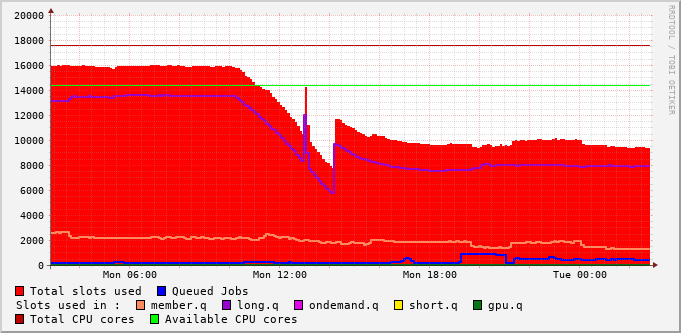 20000
18000
16000
14000
12000
10000
8000
6000
4000
2000
0
Mon 06:00 Mon 12:00 Mon 18:00 Tue 00:00
RRDTOOL / TOBI OETIKER
Total slots used Queued Jobs
Slots used in : member.q long.q ondemand.q short.q gpu.q
Total CPU cores Available CPU cores